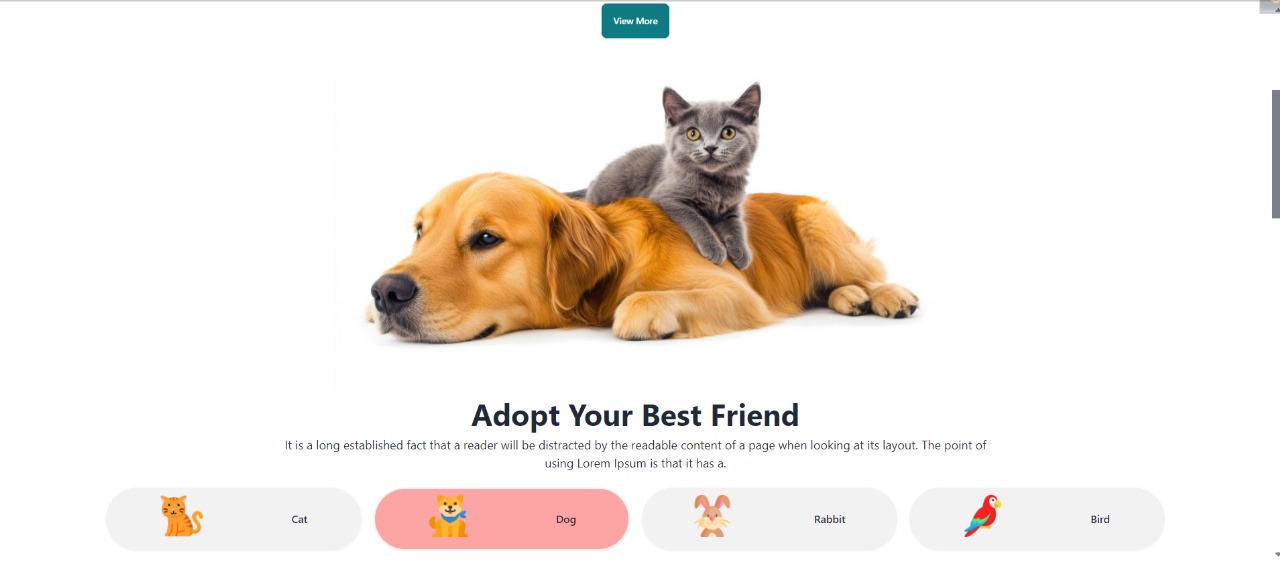 View More
Adopt Your Best Friend
It is a long established fact that a reader will be distracted by the readable content of a page when looking at its layout. The point of
using Lorem Ipsum is that it has a.
Cat
Dog
Rabbit
Bird